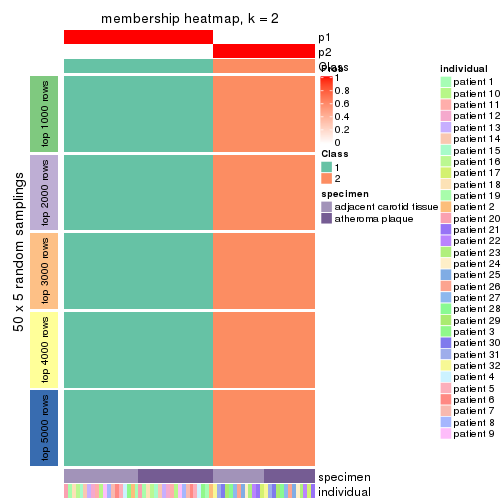 membership heatmap, k = 2
p1
p2
Class
50 x 5 random samplings
top 1000 rows
top 2000 rows
top 3000 rows
top 4000 rows
top 5000 rows
specimen
individual
Prob
1
0.8
0.6
0.4
0.2
0
Class
1
2
specimen
adjacent carotid tissue
atheroma plaque
individual
patient 1
patient 10
patient 11
patient 12
patient 13
patient 14
patient 15
patient 16
patient 17
patient 18
patient 19
patient 2
patient 20
patient 21
patient 22
patient 23
patient 24
patient 25
patient 26
patient 27
patient 28
patient 29
patient 3
patient 30
patient 31
patient 32
patient 4
patient 5
patient 6
patient 7
patient 8
patient 9